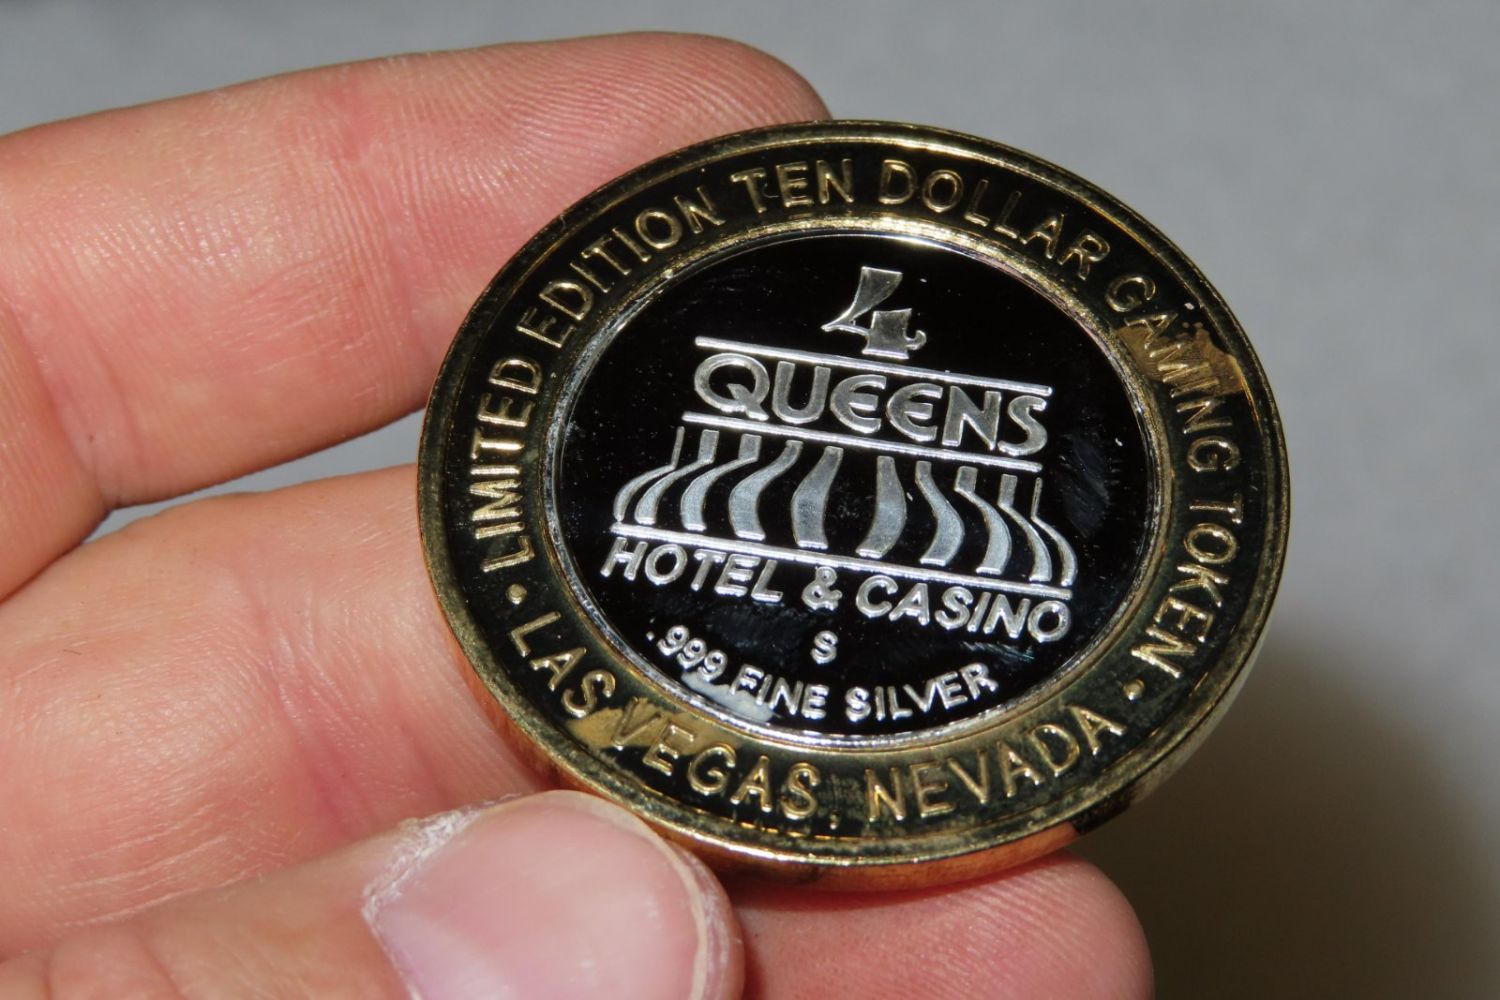 LIMITED EDITION TEN DOLLAR GAMING TOKEN
4
QUEENS
HOTEL & CASINO
S
.999 FINE SILVER
• LAS VEGAS, NEVADA •